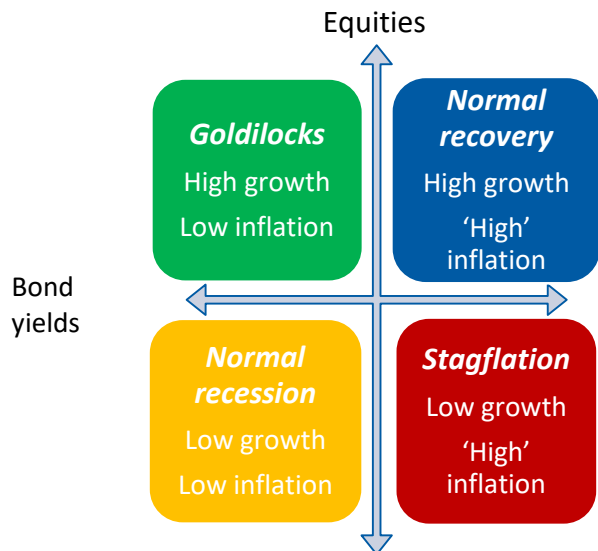 Equities
Goldilocks
High growth
Low inflation
Normal
recovery
High growth
‘High’
inflation
Bond
yields
Normal
recession
Low growth
Low inflation
Stagflation
Low growth
‘High’
inflation